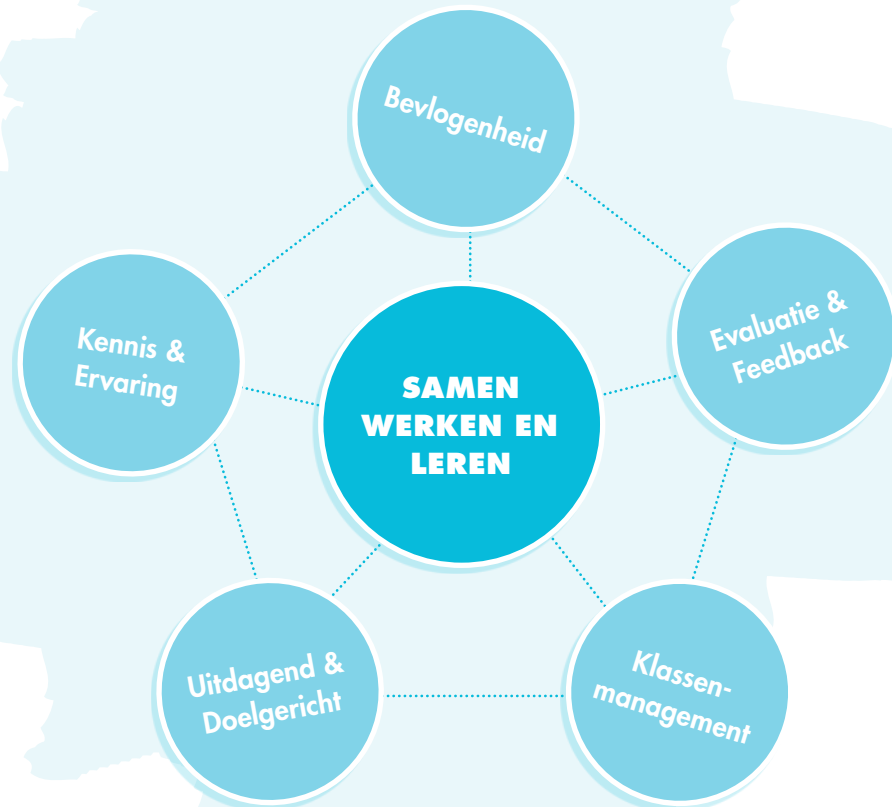 Bevlogenheid
Evaluatie &
Feedback
Kennis &
Ervaring
SAMEN
WERKEN EN
LEREN
Uitdagend &
Doelgericht
Klassen-
management